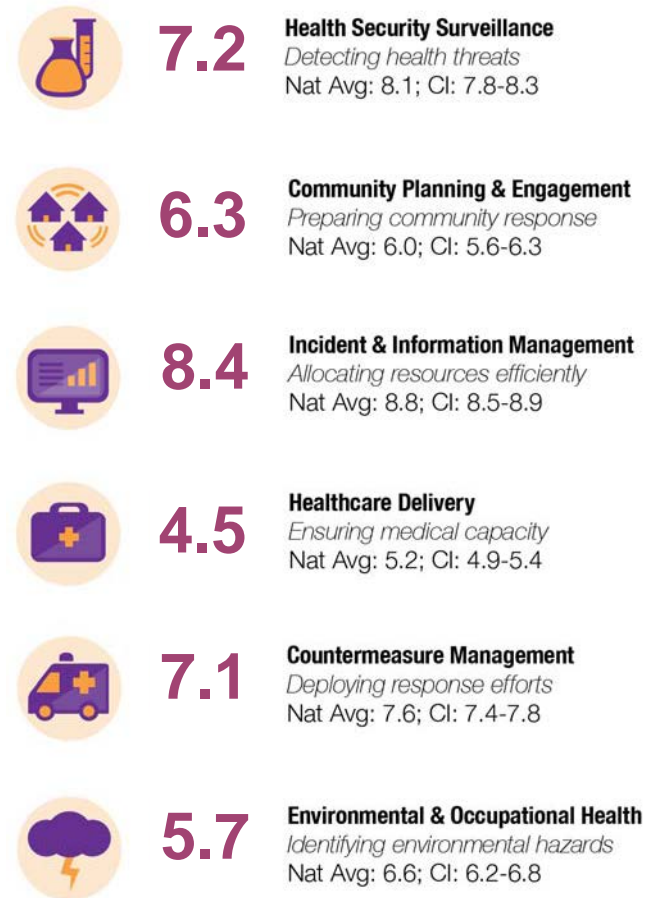 7.2
Health Security Surveillance
Detecting health threats
Nat Avg: 8.1; CI: 7.8-8.3
6.3
Community Planning & Engagement
Preparing community response
Nat Avg: 6.0; CI: 5.6-6.3
8.4
Incident & Information Management
Allocating resources efficiently
Nat Avg: 8.8; CI: 8.5-8.9
4.5
Healthcare Delivery
Ensuring medical capacity
Nat Avg: 5.2; CI: 4.9-5.4
7.1
Countermeasure Management
Deploying response efforts
Nat Avg: 7.6; CI: 7.4-7.8
5.7
Environmental & Occupational Health
Identifying environmental hazards
Nat Avg: 6.6; CI: 6.2-6.8